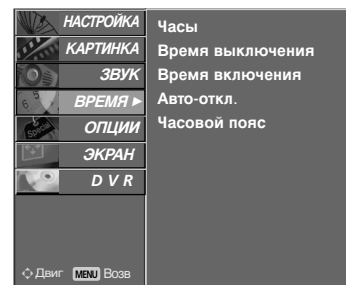 НАСТРОЙКА
КАРТИНКА
ЗВУК
ВРЕМЯ ►
ОПЦИИ
ЭКРАН
D V R
Часы
Время выключения
Время включения
Авто-откл.
Часовой пояс
Двиг MENU Возв